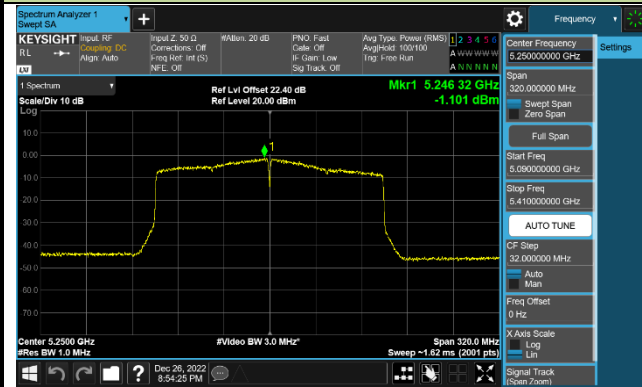 Spectrum Analyzer 1
Swept SA
Frequency
KEYSIGHT
RL
LXI
Input: RF
Coupling: DC
Align: Auto
Input Z: 50 Ω
Corrections: Off
Freq Ref: Int (S)
NFE: Off
#Atten: 20 dB
PNO: Fast
Gate: Off
IF Gain: Low
Sig Track: Off
Avg Type: Power (RMS)
Avg|Hold: 100/100
Trig: Free Run
1 2 3 4 5 6
A W W W W W
A N N N N N
1 Spectrum
Scale/Div 10 dB
Log
Ref Lvl Offset 22.40 dB
Ref Level 20.00 dBm
Mkr1 5.246 32 GHz
-1.101 dBm
1
10.0
0.00
-10.0
-20.0
-30.0
-40.0
-50.0
-60.0
-70.0
Center 5.2500 GHz
#Res BW 1.0 MHz
#Video BW 3.0 MHz*
Span 320.0 MHz
Sweep ~1.62 ms (2001 pts)
Dec 26, 2022
8:54:25 PM
Center Frequency
5.250000000 GHz
Span
320.000000 MHz
Swept Span
Zero Span
Full Span
Start Freq
5.090000000 GHz
Stop Freq
5.410000000 GHz
AUTO TUNE
CF Step
32.000000 MHz
Auto
Man
Freq Offset
0 Hz
X Axis Scale
Log
Lin
Signal Track
(Span Zoom)
Settings